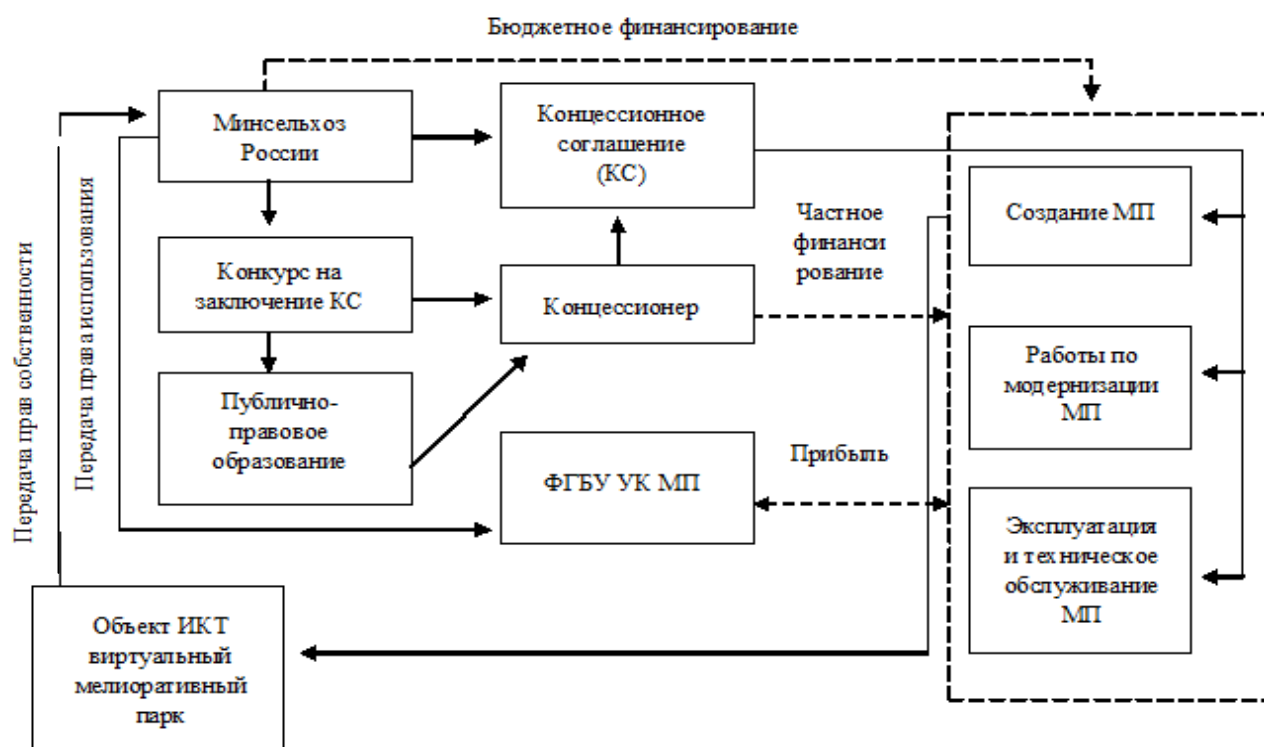 Бюджетное финансирование
Минсельхоз
России
Концессионное
соглашение
(КС)
Создание МП
Частное
финанси
рование
Конкурс на
заключение КС
Концессионер
Работы по
модернизации
МП
Публично-
правовое
образование
ФГБУ УК МП
Прибыль
Эксплуатация
и техническое
обслуживание
МП
Передача прав собственности
Передача права использования
Объект ИКТ
виртуальный
мелиоративный
парк